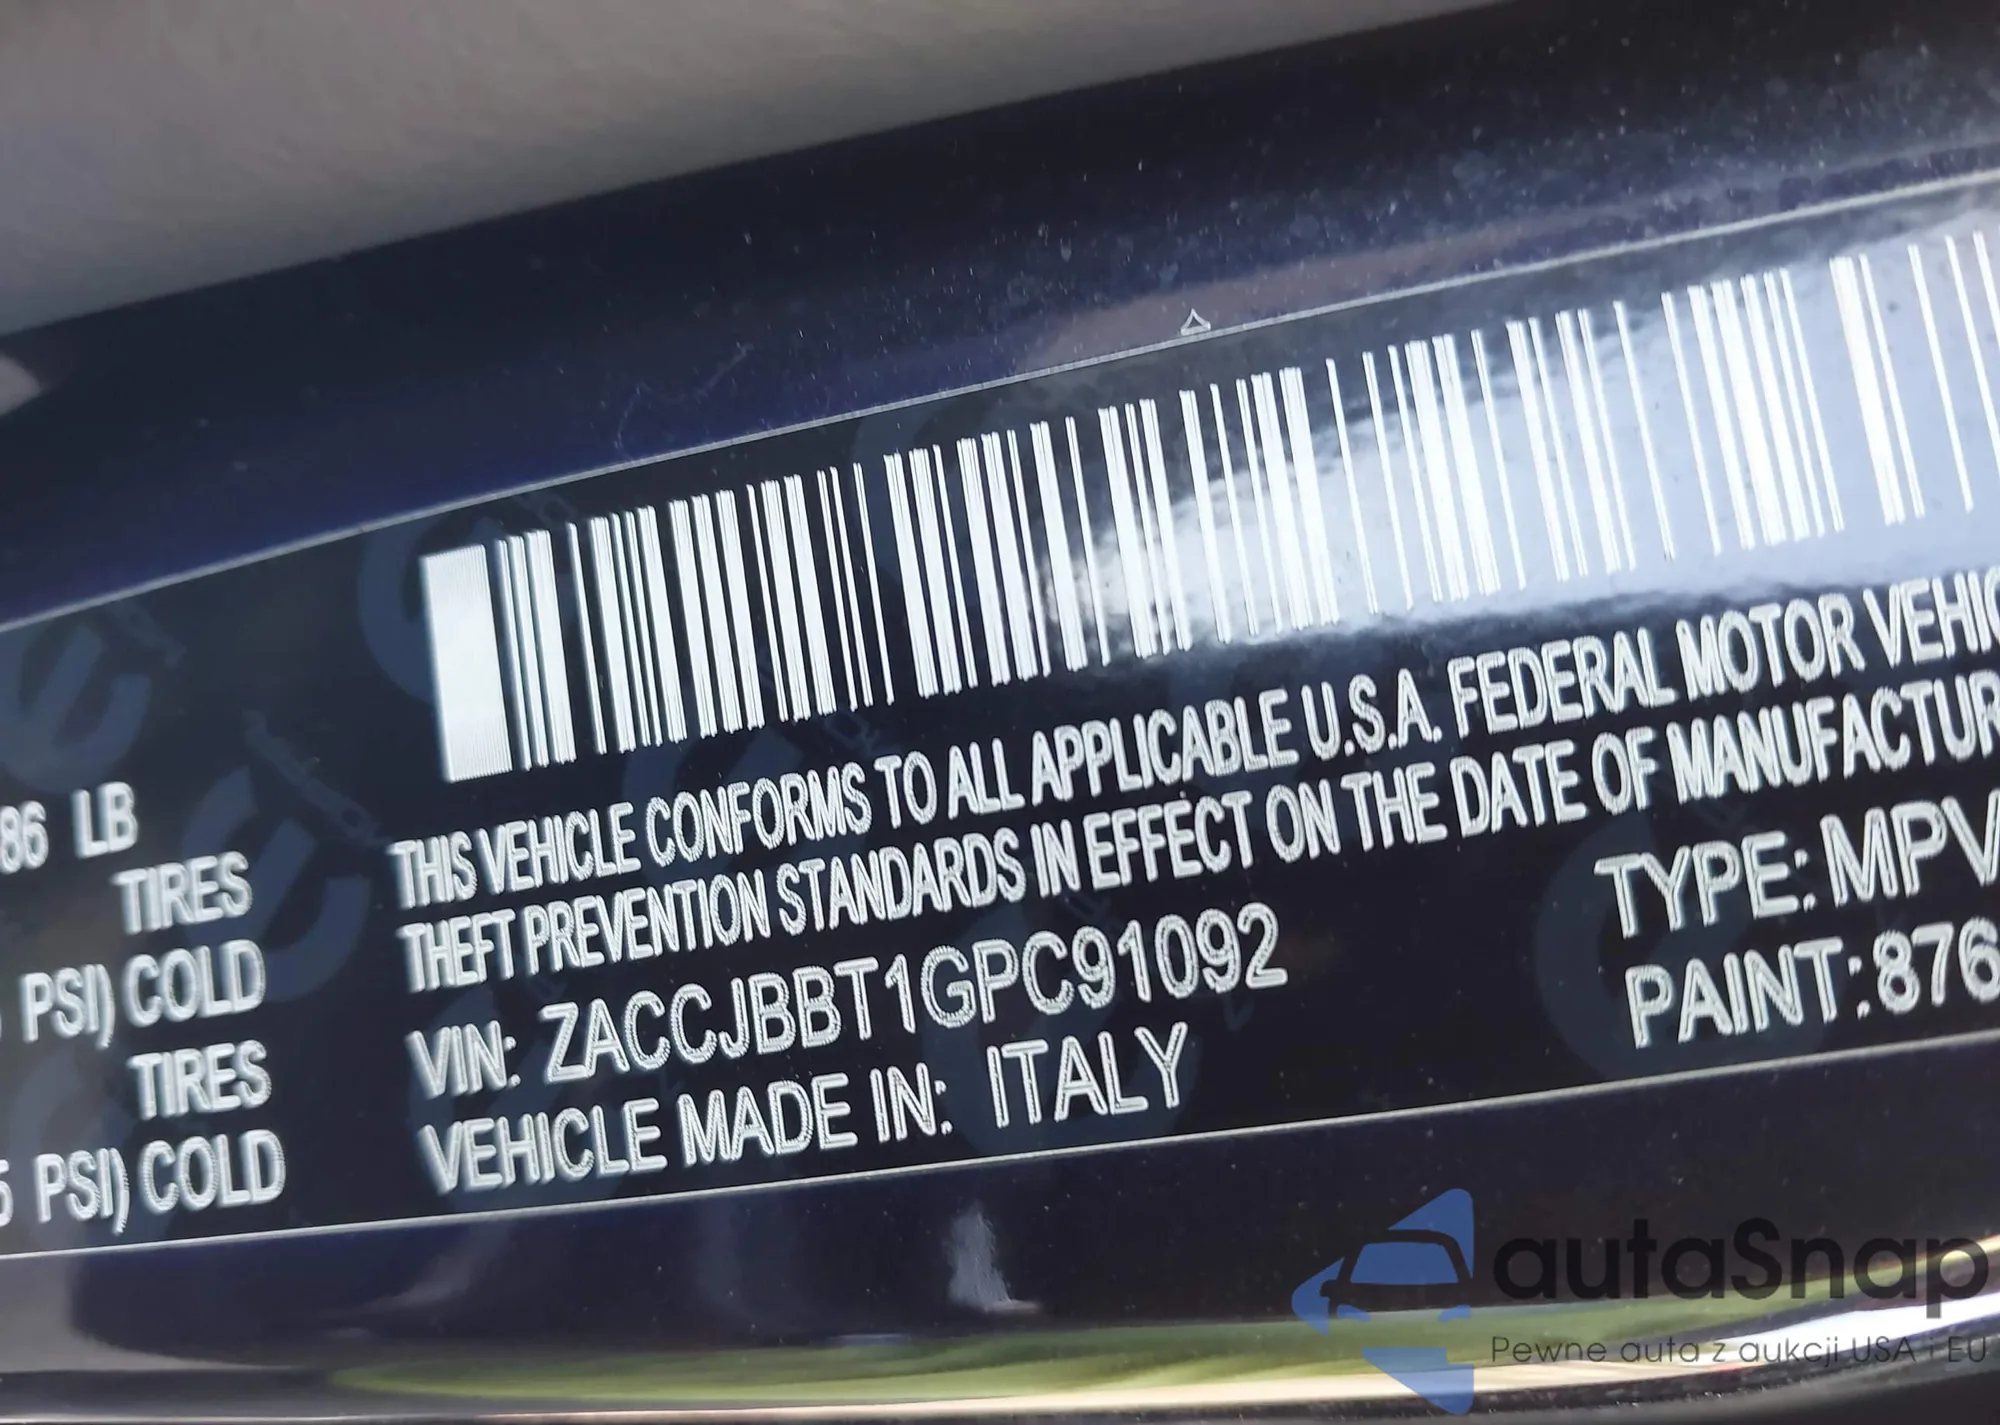 86 LB
TIRES
PSI) COLD
TIRES
5 PSI) COLD
THIS VEHICLE CONFORMS TO ALL APPLICABLE U.S.A. FEDERAL MOTOR VEHIC
THEFT PREVENTION STANDARDS IN EFFECT ON THE DATE OF MANUFACTUR
VIN: ZACCJBBT1GPC91092
TYPE: MPV
VEHICLE MADE IN: ITALY
PAINT: 876
autaSnap
Pewne auta z aukcji USA i EU